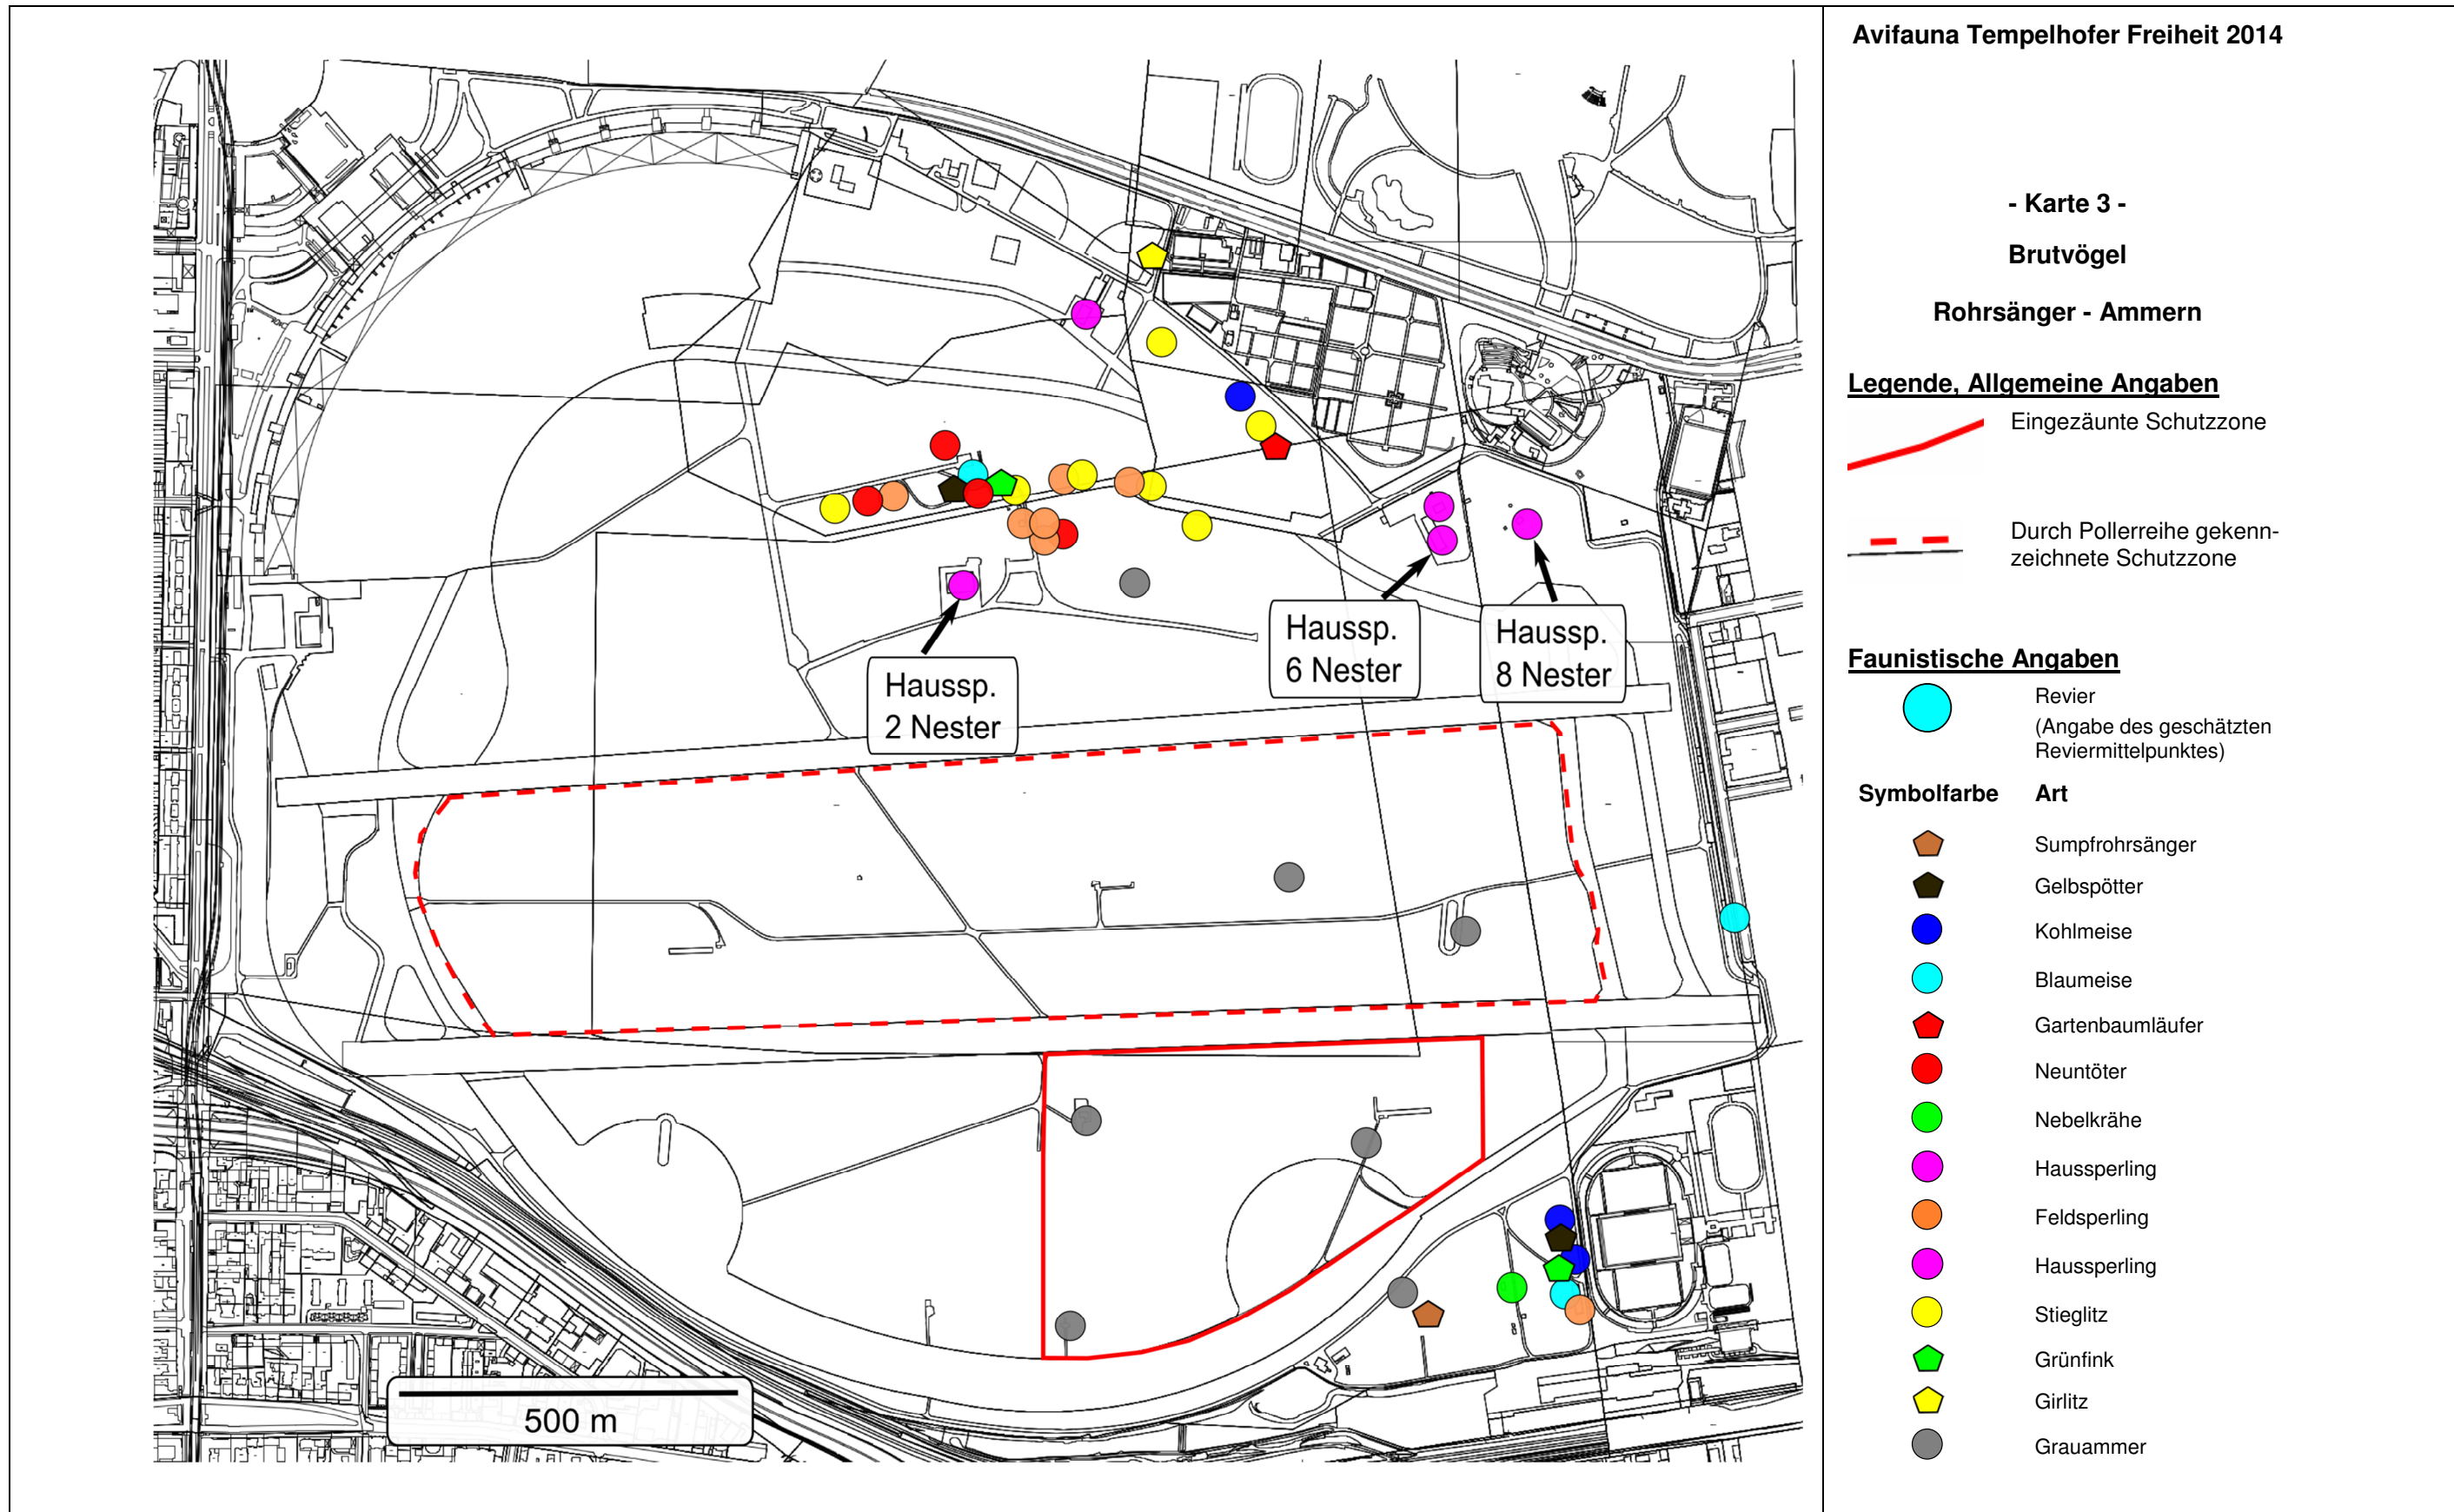 Avifauna Tempelhofer Freiheit 2014
- Karte 3 -
Brutvögel
Rohrsänger - Ammern
Legende, Allgemeine Angaben
Eingezäunte Schutzzone
Durch Pollerreihe gekenn-
zeichnete Schutzzone
Faunistische Angaben
Revier
(Angabe des geschätzten
Reviermittelpunktes)
Symbolfarbe Art
Sumpfrohrsänger
Gelbspötter
Kohlmeise
Blaumeise
Gartenbaumläufer
Neuntöter
Nebelkrähe
Haussperling
Feldsperling
Haussperling
Stieglitz
Grünfink
Girlitz
Grauammer
Haussp.
2 Nester
Haussp.
6 Nester
Haussp.
8 Nester
500 m